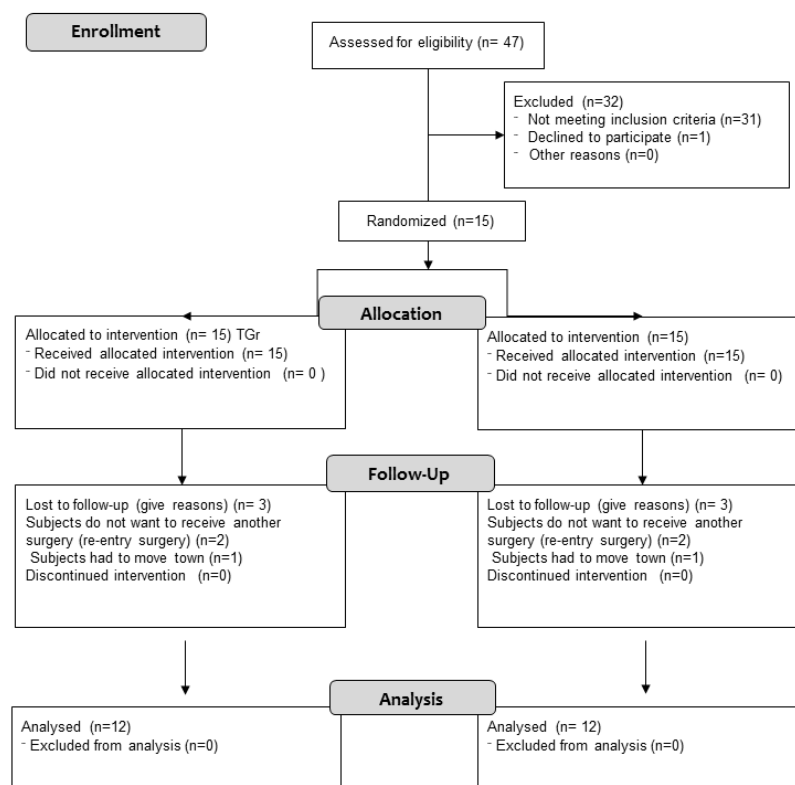 Enrollment
Assessed for eligibility (n= 47)
Excluded (n=32)
- Not meeting inclusion criteria (n=31)
- Declined to participate (n=1)
- Other reasons (n=0)
Randomized (n=15)
Allocation
Allocated to intervention (n= 15) TGr
- Received allocated intervention (n= 15)
- Did not receive allocated intervention (n= 0 )
Allocated to intervention (n=15)
- Received allocated intervention (n=15)
- Did not receive allocated intervention (n= 0)
Follow-Up
Lost to follow-up (give reasons) (n= 3)
Subjects do not want to receive another
surgery (re-entry surgery) (n=2)
Subjects had to move town (n=1)
Discontinued intervention (n=0)
Lost to follow-up (give reasons) (n= 3)
Subjects do not want to receive another
surgery (re-entry surgery) (n=2)
Subjects had to move town (n=1)
Discontinued intervention (n=0)
Analysis
Analysed (n=12)
- Excluded from analysis (n=0)
Analysed (n= 12)
- Excluded from analysis (n=0)